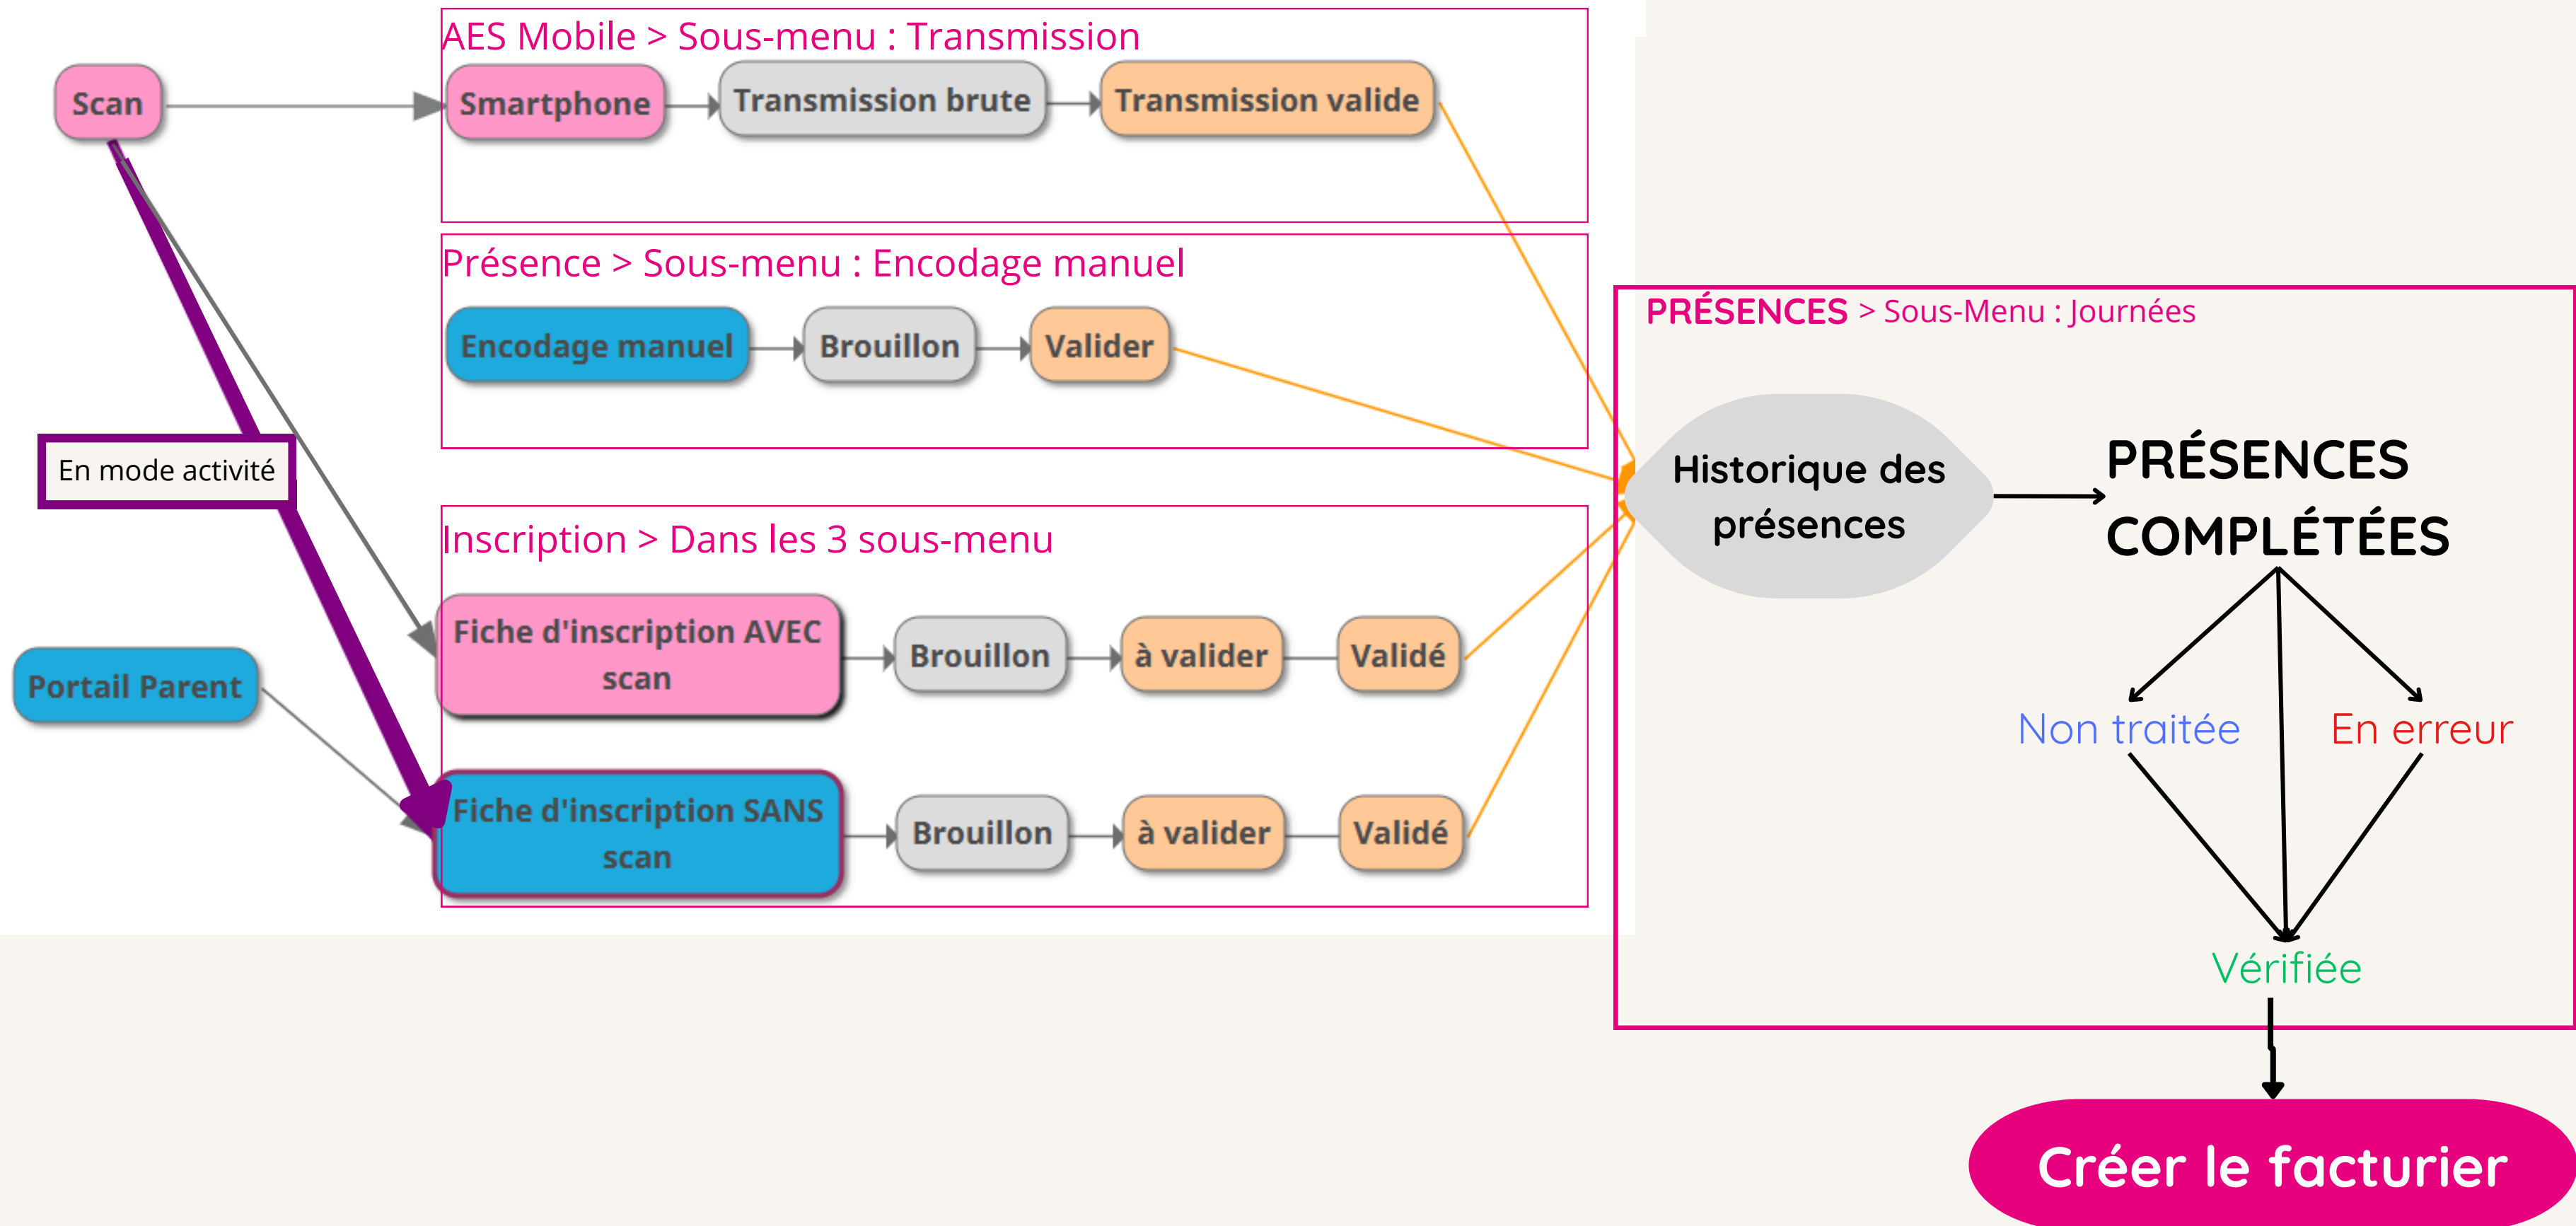 AES Mobile > Sous-menu : Transmission
Scan
Smartphone
Transmission brute
Transmission valide
Présence > Sous-menu : Encodage manuel
Encodage manuel
Brouillon
Valider
En mode activité
Inscription > Dans les 3 sous-menu
Fiche d'inscription AVEC
scan
Brouillon
à valider
Validé
Portail Parent
Fiche d'inscription SANS
scan
Brouillon
à valider
Validé
PRÉSENCES > Sous-Menu : Journées
Historique des
présences
PRÉSENCES
COMPLÉTÉES
Non traitée
En erreur
Vérifiée
Créer le facturier